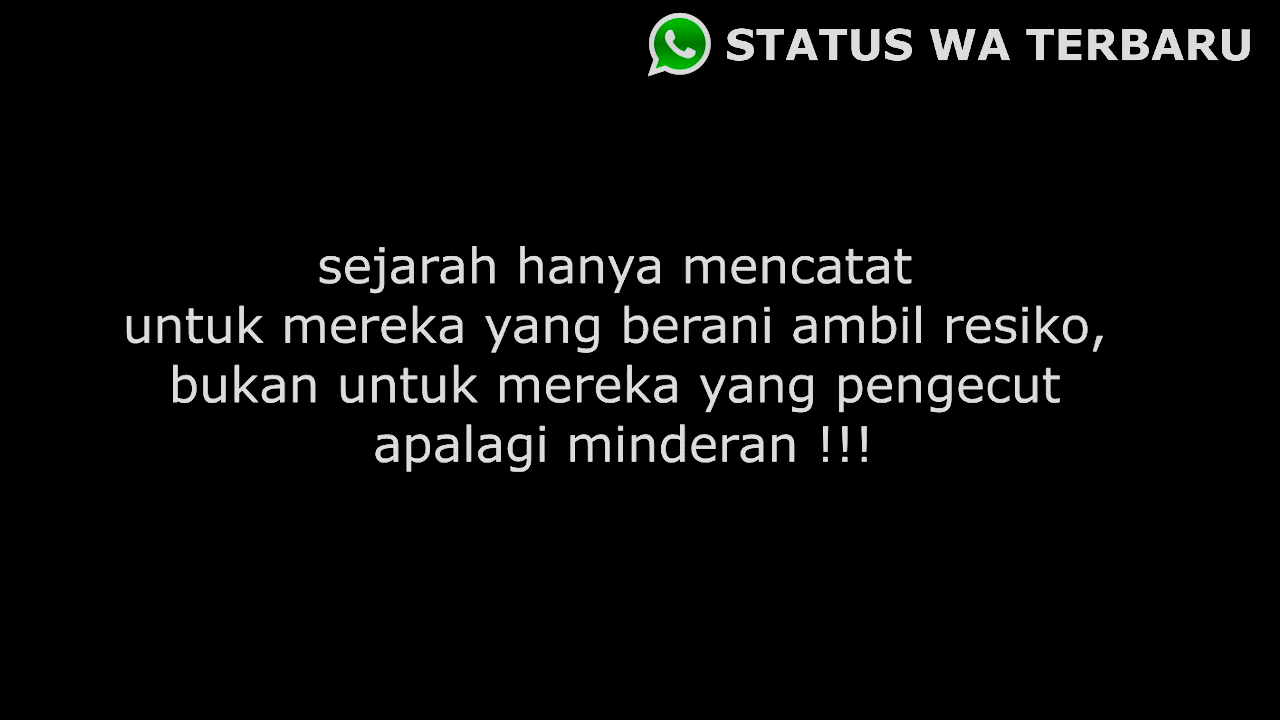 STATUS WA TERBARU
sejarah hanya mencatat
untuk mereka yang berani ambil resiko,
bukan untuk mereka yang pengecut
apalagi minderan !!!